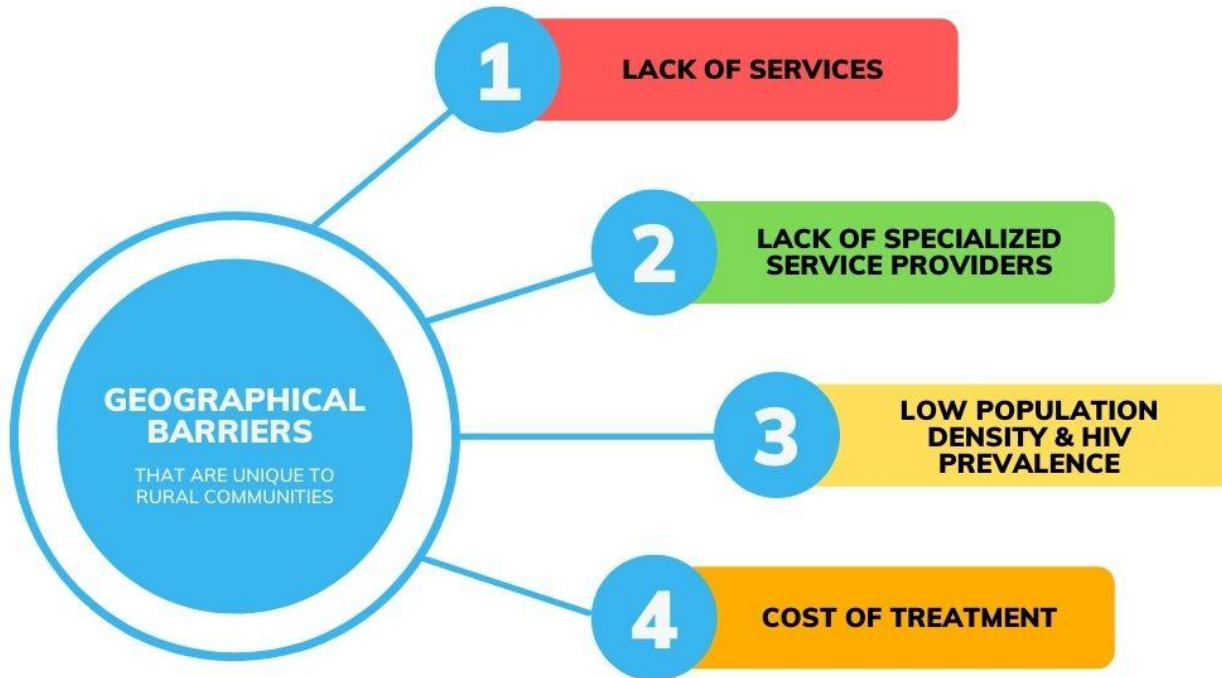 GEOGRAPHICAL
BARRIERS
THAT ARE UNIQUE TO
RURAL COMMUNITIES
1
LACK OF SERVICES
2
LACK OF SPECIALIZED
SERVICE PROVIDERS
3
LOW POPULATION
DENSITY & HIV
PREVALENCE
4
COST OF TREATMENT